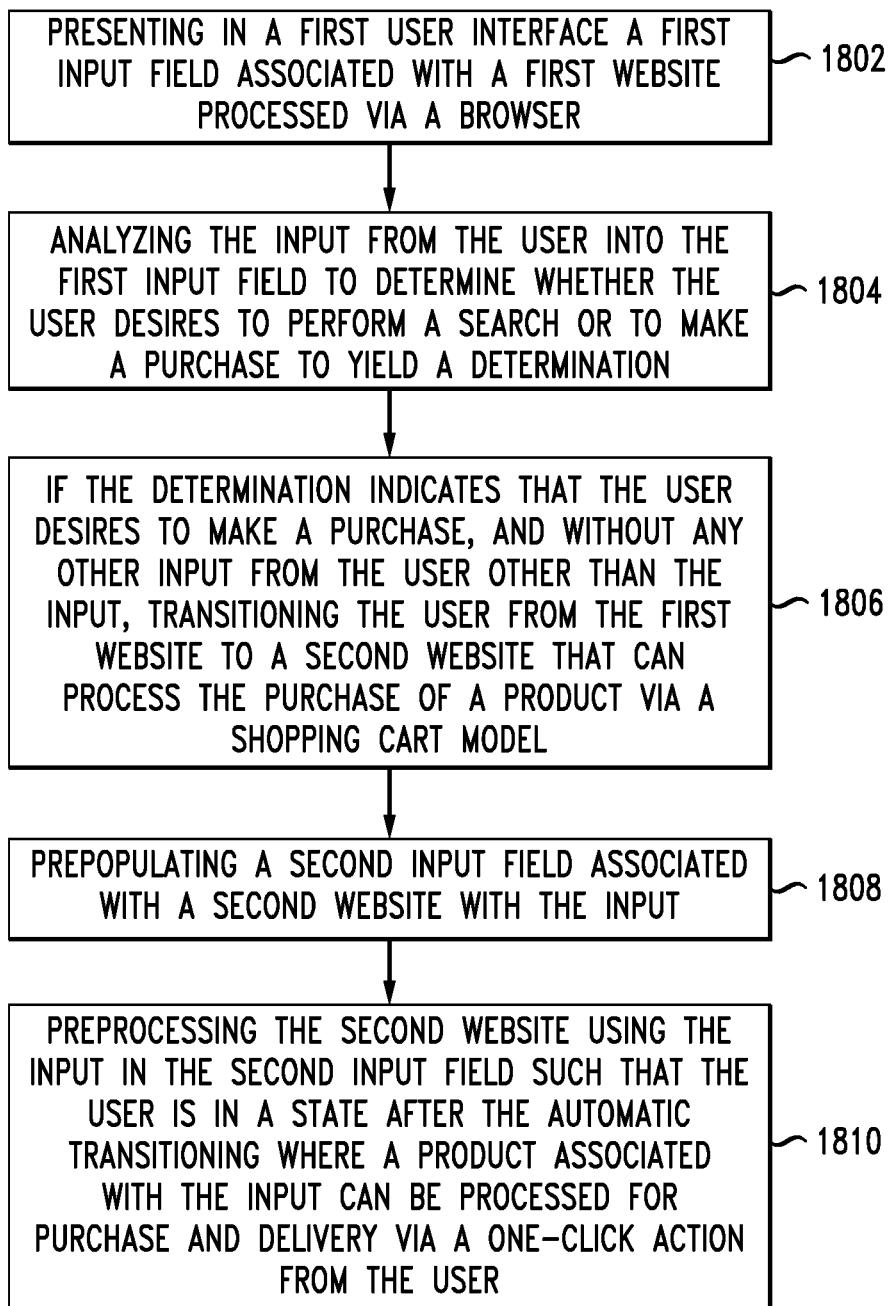 PRESENTING IN A FIRST USER INTERFACE A FIRST
INPUT FIELD ASSOCIATED WITH A FIRST WEBSITE
PROCESSED VIA A BROWSER
1802
ANALYZING THE INPUT FROM THE USER INTO THE
FIRST INPUT FIELD TO DETERMINE WHETHER THE
USER DESIRES TO PERFORM A SEARCH OR TO MAKE
A PURCHASE TO YIELD A DETERMINATION
1804
IF THE DETERMINATION INDICATES THAT THE USER
DESIRES TO MAKE A PURCHASE, AND WITHOUT ANY
OTHER INPUT FROM THE USER OTHER THAN THE
INPUT, TRANSITIONING THE USER FROM THE FIRST
WEBSITE TO A SECOND WEBSITE THAT CAN
PROCESS THE PURCHASE OF A PRODUCT VIA A
SHOPPING CART MODEL
1806
PREPOPULATING A SECOND INPUT FIELD ASSOCIATED
WITH A SECOND WEBSITE WITH THE INPUT
1808
PREPROCESSING THE SECOND WEBSITE USING THE
INPUT IN THE SECOND INPUT FIELD SUCH THAT THE
USER IS IN A STATE AFTER THE AUTOMATIC
TRANSITIONING WHERE A PRODUCT ASSOCIATED
WITH THE INPUT CAN BE PROCESSED FOR
PURCHASE AND DELIVERY VIA A ONE-CLICK ACTION
FROM THE USER
1810